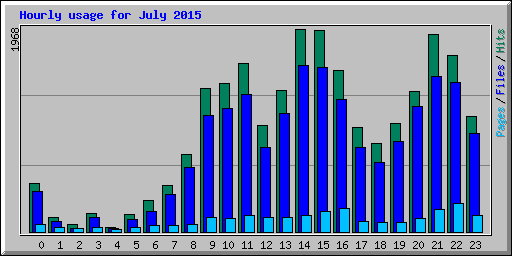 Hourly usage for July 2015
1968
Pages / Files / Hits
0 1 2 3 4 5 6 7 8 9 10 11 12 13 14 15 16 17 18 19 20 21 22 23